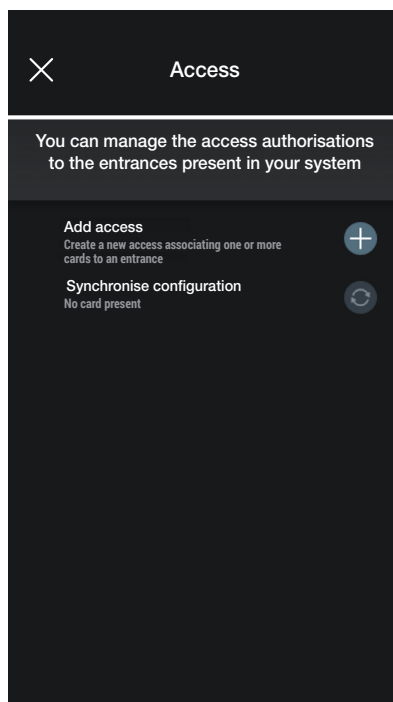 Access
You can manage the access authorisations
to the entrances present in your system
Add access
Create a new access associating one or more
cards to an entrance
Synchronise configuration
No card present